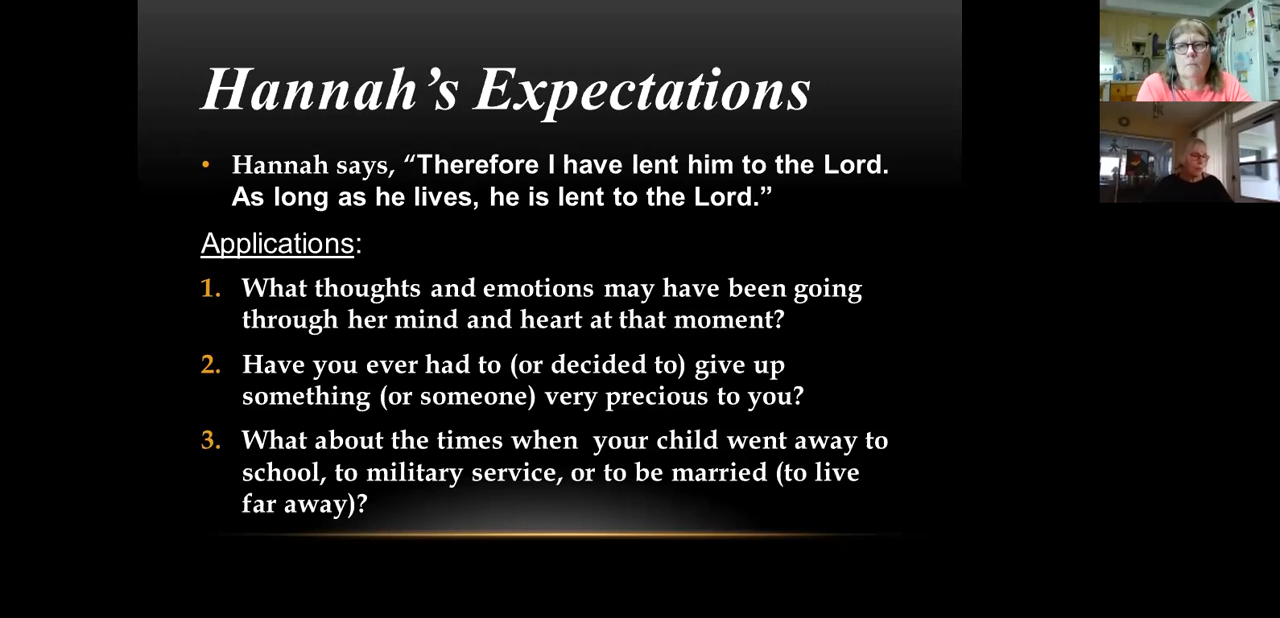 Hannah’s Expectations
• Hannah says, “Therefore I have lent him to the Lord.
As long as he lives, he is lent to the Lord.”
Applications:
1. What thoughts and emotions may have been going
through her mind and heart at that moment?
2. Have you ever had to (or decided to) give up
something (or someone) very precious to you?
3. What about the times when  your child went away to
school, to military service, or to be married (to live
far away)?